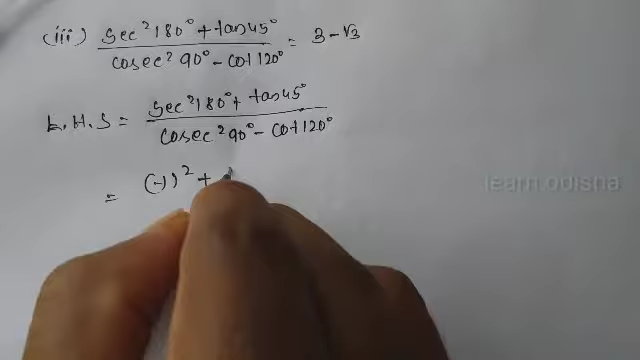 (iii) sec²180° + tan45° / cosec²90° - cot120° = 3 - √3
L.H.S = sec²180° + tan45° / cosec²90° - cot120°
= (-1)² +
learn odisha